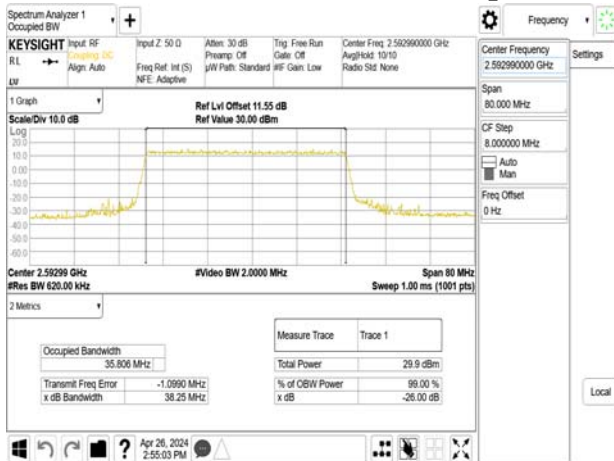 Spectrum Analyzer 1
Occupied BW
Frequency
KEYSIGHT Input: RF
Coupling: DC
Align: Auto
RL
Input Z: 50 Ω
Freq Ref: Int (S)
NFE: Adaptive
Atten: 30 dB
Preamp: Off
µW Path: Standard
Trig: Free Run
Gate: Off
#IF Gain: Low
Center Freq: 2.592990000 GHz
Avg|Hold: 10/10
Radio Std: None
LXI
Center Frequency
2.592990000 GHz
Settings
Span
80.000 MHz
CF Step
8.000000 MHz
Auto
Man
Freq Offset
0 Hz
Local
1 Graph
Scale/Div 10.0 dB
Ref Lvl Offset 11.55 dB
Ref Value 30.00 dBm
Log
20.0
10.0
0.00
-10.0
-20.0
-30.0
-40.0
-50.0
-60.0
Center 2.59299 GHz
#Res BW 620.00 kHz
#Video BW 2.0000 MHz
Span 80 MHz
Sweep 1.00 ms (1001 pts)
2 Metrics
Measure Trace Trace 1
Occupied Bandwidth
35.806 MHz
Total Power 29.9 dBm
Transmit Freq Error -1.0990 MHz
% of OBW Power 99.00 %
x dB Bandwidth 38.25 MHz
x dB -26.00 dB
?
Apr 26, 2024
2:55:03 PM